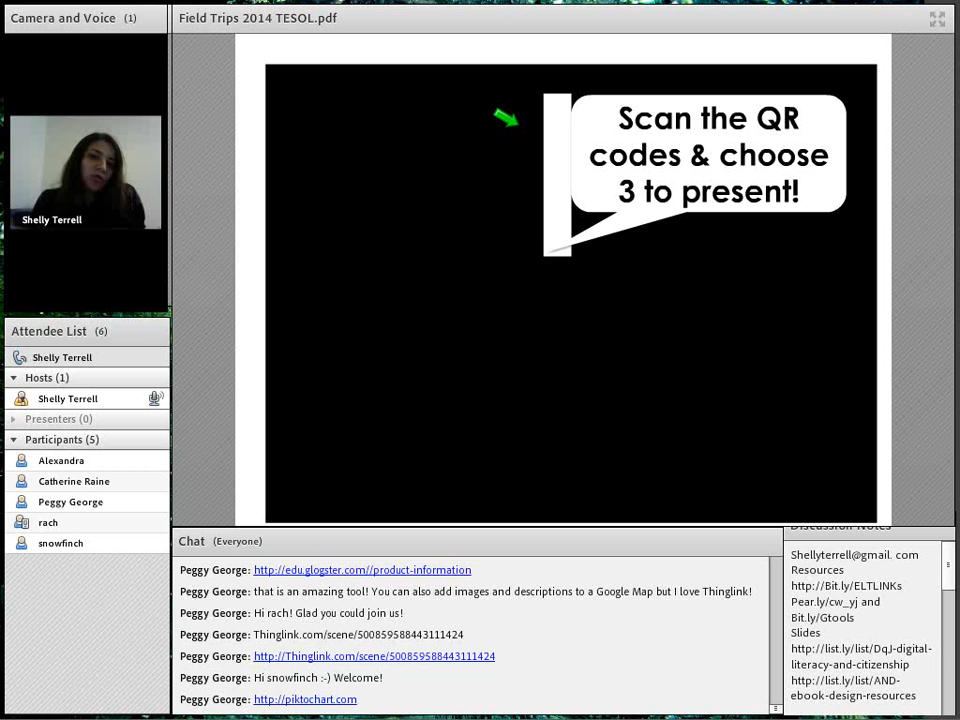 Camera and Voice (1)
Shelly Terrell
Attendee List (6)
Shelly Terrell
Hosts (1)
Shelly Terrell
Presenters (0)
Participants (5)
Alexandra
Catherine Raine
Peggy George
rach
snowfinch
Field Trips 2014 TESOL.pdf
Scan the QR
codes & choose
3 to present!
Chat (Everyone)
Peggy George: http://edu.glogster.com//product-information
Peggy George: that is an amazing tool! You can also add images and descriptions to a Google Map but I love Thinglink!
Peggy George: Hi rach! Glad you could join us!
Peggy George: Thinglink.com/scene/500859588443111424
Peggy George: http://Thinglink.com/scene/500859588443111424
Peggy George: Hi snowfinch :-) Welcome!
Peggy George: http://piktochart.com
Discussion Notes
Shellyterrell@gmail. com
Resources
http://Bit.ly/ELTLINKs
Pear.ly/cw_yj and
Bit.ly/Gtools
Slides
http://list.ly/list/DqJ-digital-
literacy-and-citizenship
http://list.ly/list/AND-
ebook-design-resources